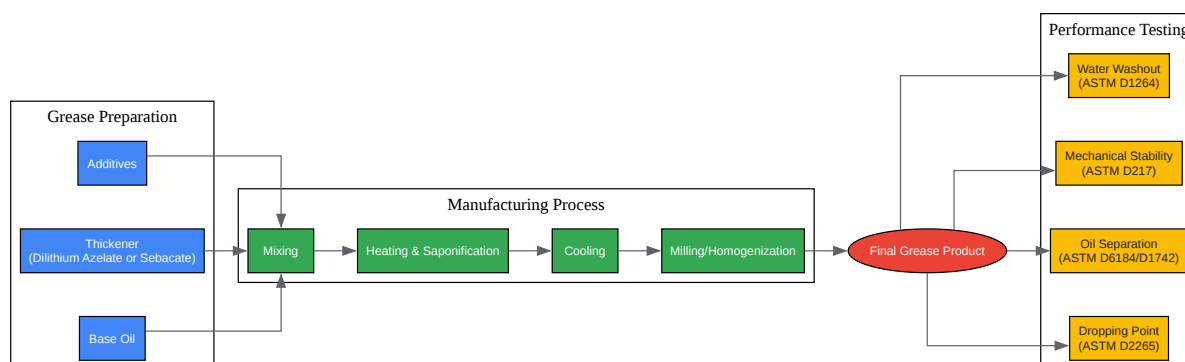 Performance Testing
Water Washout
(ASTM D1264)
Grease Preparation
Additives
Mechanical Stability
(ASTM D217)
Manufacturing Process
Thickener
(Dilithium Azelate or Sebacate)
Mixing
Heating & Saponification
Cooling
Milling/Homogenization
Final Grease Product
Oil Separation
(ASTM D6184/D1742)
Base Oil
Dropping Point
(ASTM D2265)